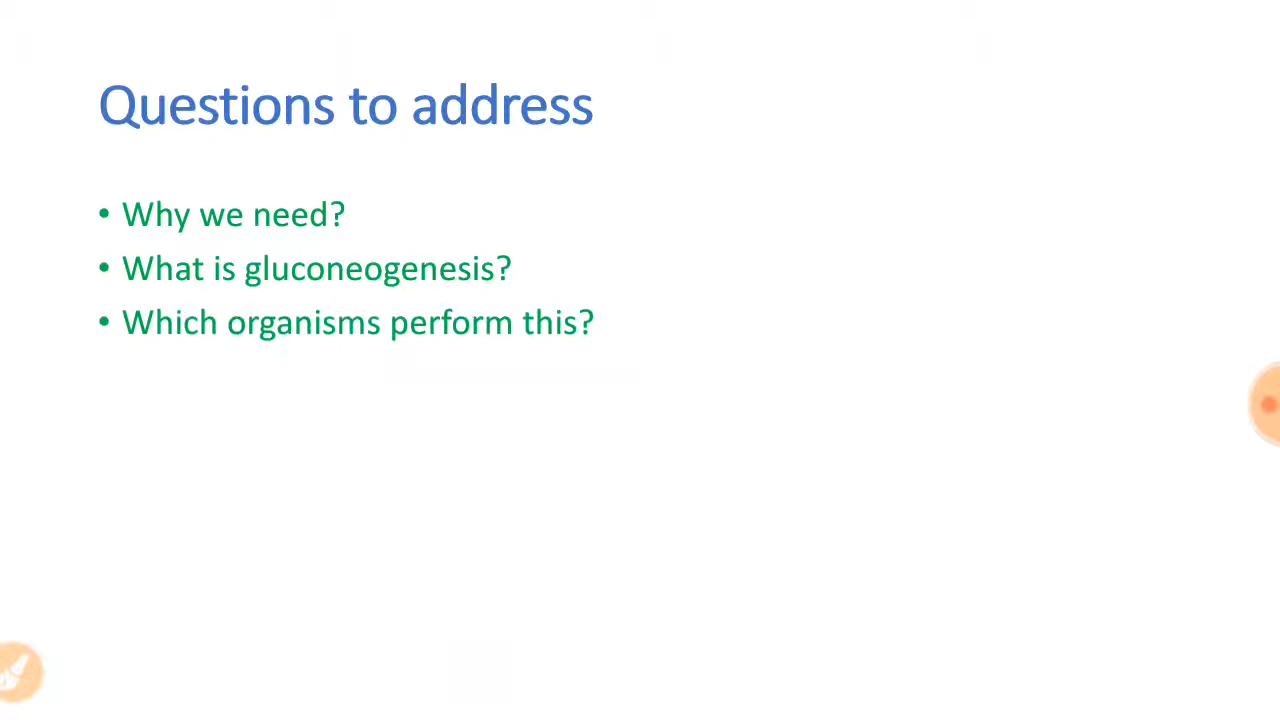 Questions to address
• Why we need?
• What is gluconeogenesis?
• Which organisms perform this?